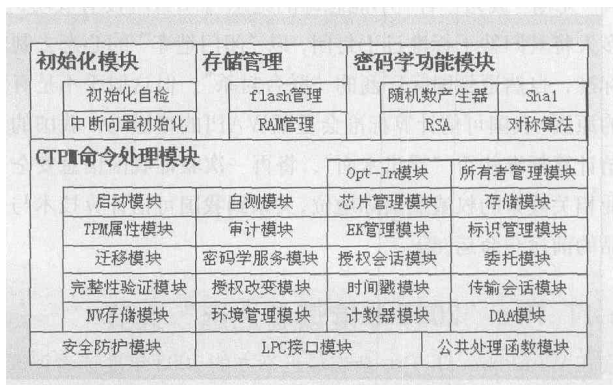 初始化模块 存储管理 密码学功能模块
初始化自检 flash管理 随机数产生器 Sha1
中断向量初始化 RAM管理 RSA 对称算法
CTPM命令处理模块
Opt-In模块 所有者管理模块
启动模块 自测模块 芯片管理模块 存储模块
TPM属性模块 审计模块 EK管理模块 标识管理模块
迁移模块 密码学服务模块 授权会话模块 委托模块
完整性验证模块 授权改变模块 时间戳模块 传输会话模块
NV存储模块 环境管理模块 计数器模块 DAA模块
安全防护模块 LPC接口模块 公共处理函数模块